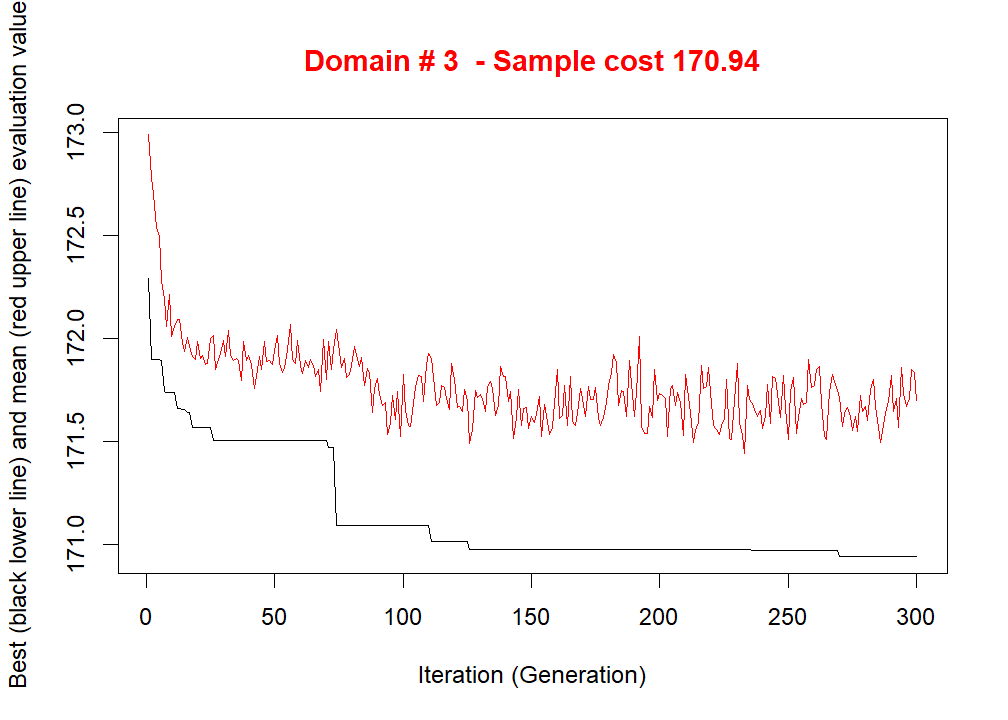 Domain # 3  - Sample cost 170.94
Best (black lower line) and mean (red upper line) evaluation value
173.0
172.5
172.0
171.5
171.0
0 50 100 150 200 250 300
Iteration (Generation)